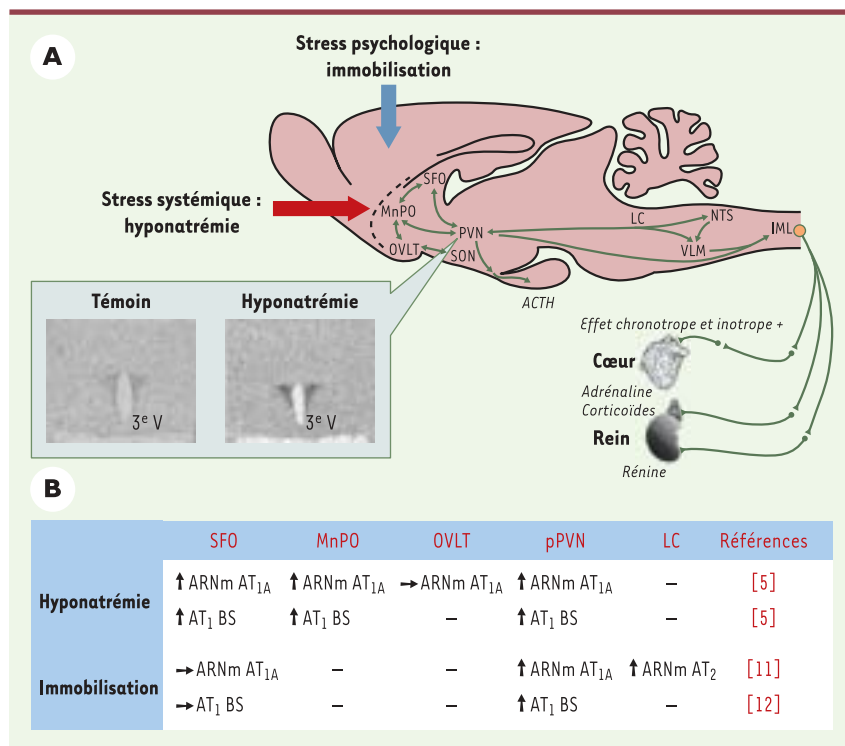 A
Stress psychologique :
immobilisation
Stress systémique :
hyponatrémie
SFO
MnPO
OVLT
PVN
SON
LC
NTS
VLM
IML
ACTH
Témoin
Hyponatrémie
3e V
3e V
Effet chronotrope et inotrope +
Cœur
Adrénaline
Corticoïdes
Rein
Rénine
B
SFO MnPO OVLT pPVN LC Références
Hyponatrémie
↑ ARNm AT1A ↑ ARNm AT1A → ARNm AT1A ↑ ARNm AT1A – [5]
↑ AT1 BS ↑ AT1 BS – ↑ AT1 BS – [5]
Immobilisation
→ ARNm AT1A – – ↑ ARNm AT1A ↑ ARNm AT2 [11]
→ AT1 BS – – ↑ AT1 BS – [12]